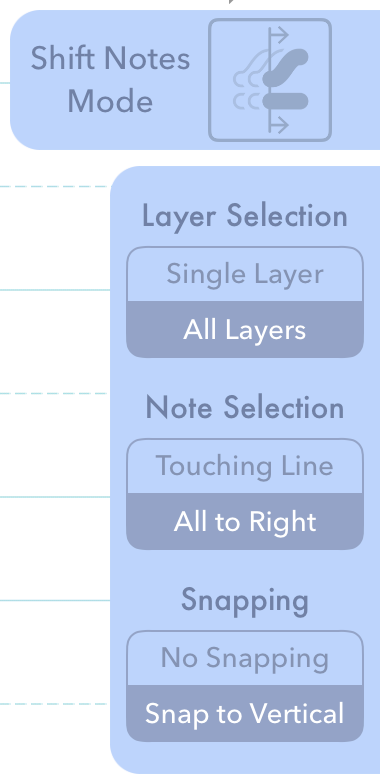 Shift Notes
Mode
Layer Selection
Single Layer
All Layers
Note Selection
Touching Line
All to Right
Snapping
No Snapping
Snap to Vertical